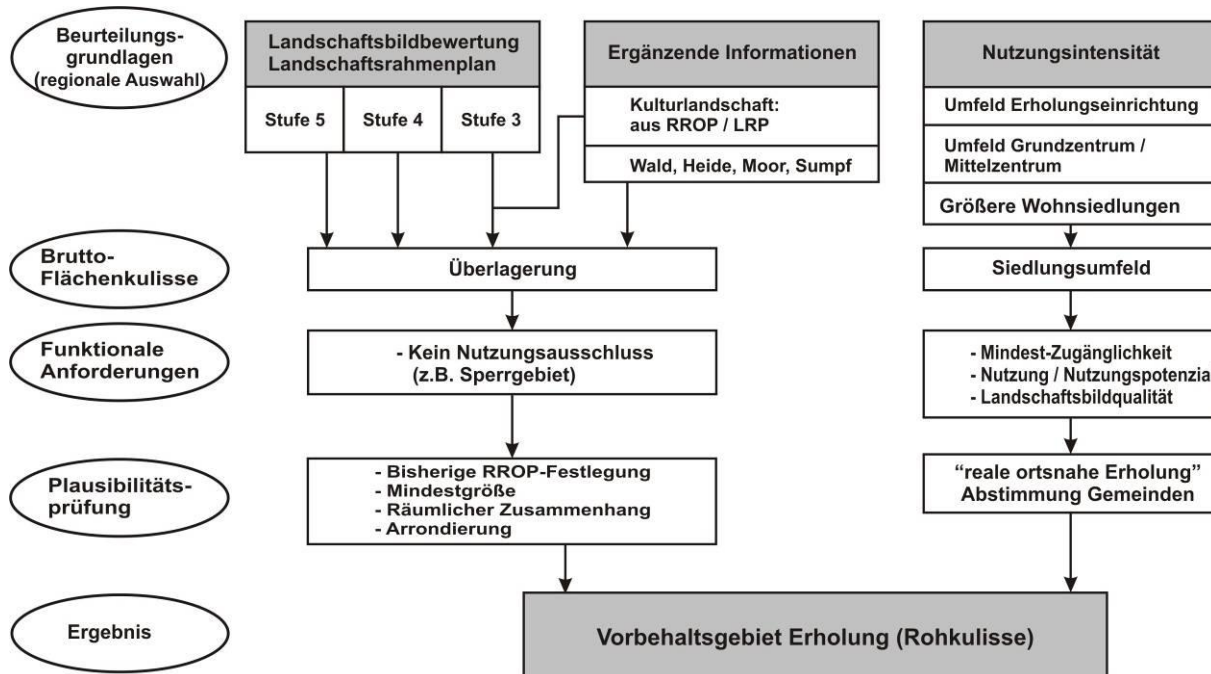 Beurteilungs-
grundlagen
(regionale Auswahl)
Landschaftsbildbewertung
Landschaftsrahmenplan
Stufe 5
Stufe 4
Stufe 3
Ergänzende Informationen
Kulturlandschaft:
aus RROP / LRP
Wald, Heide, Moor, Sumpf
Nutzungsintensität
Umfeld Erholungseinrichtung
Umfeld Grundzentrum /
Mittelzentrum
Größere Wohnsiedlungen
Brutto-
Flächenkulisse
Überlagerung
Siedlungsumfeld
Funktionale
Anforderungen
- Kein Nutzungsausschluss
(z.B. Sperrgebiet)
- Mindest-Zugänglichkeit
- Nutzung / Nutzungspotenzia
- Landschaftsbildqualität
Plausibilitäts-
prüfung
- Bisherige RROP-Festlegung
- Mindestgröße
- Räumlicher Zusammenhang
- Arrondierung
“reale ortsnahe Erholung”
Abstimmung Gemeinden
Ergebnis
Vorbehaltsgebiet Erholung (Rohkulisse)